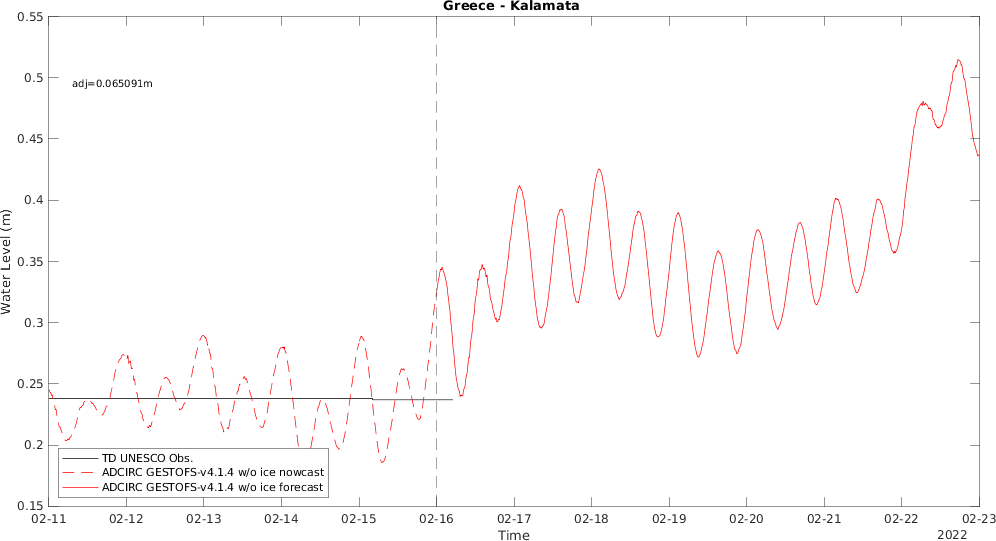 Greece - Kalamata
adj=0.065091m
Water Level (m)
0.55
0.5
0.45
0.4
0.35
0.3
0.25
0.2
0.15
TD UNESCO Obs.
ADCIRC GESTOFS-v4.1.4 w/o ice nowcast
ADCIRC GESTOFS-v4.1.4 w/o ice forecast
02-11 02-12 02-13 02-14 02-15 02-16 02-17 02-18 02-19 02-20 02-21 02-22 02-23
Time
2022